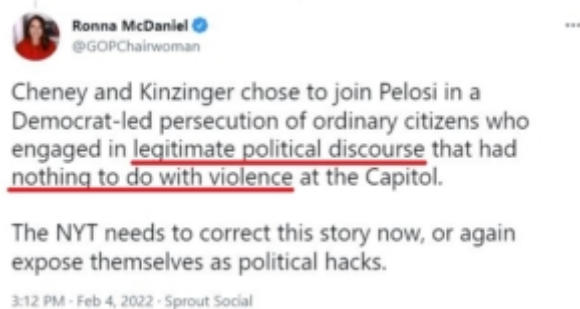 Ronna McDaniel
@GOPChairwoman
Cheney and Kinzinger chose to join Pelosi in a
Democrat-led persecution of ordinary citizens who
engaged in legitimate political discourse that had
nothing to do with violence at the Capitol.
The NYT needs to correct this story now, or again
expose themselves as political hacks.
3:12 PM · Feb 4, 2022 · Sprout Social